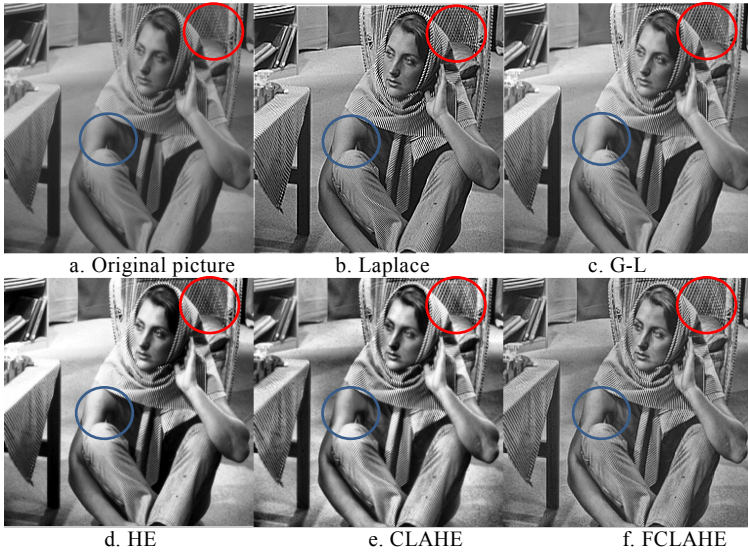 a. Original picture
b. Laplace
c. G-L
d. HE
e. CLAHE
f. FCLAHE